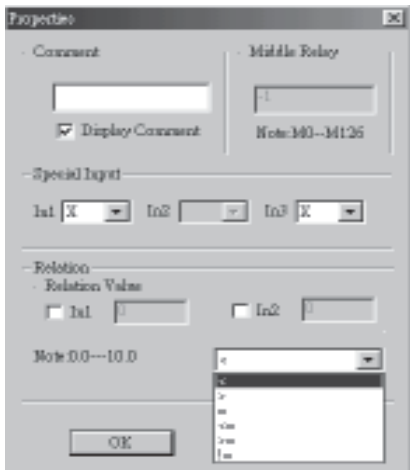 Properties
Comment
Middle Relay
-1
Display Comment
Note:M0--M126
Special Input
In1 X In2 In3 X
Relation
Relation Value
In1 0 In2 0
Note:0.0---10.0
<
<
>
=
<=
>=
!=
OK